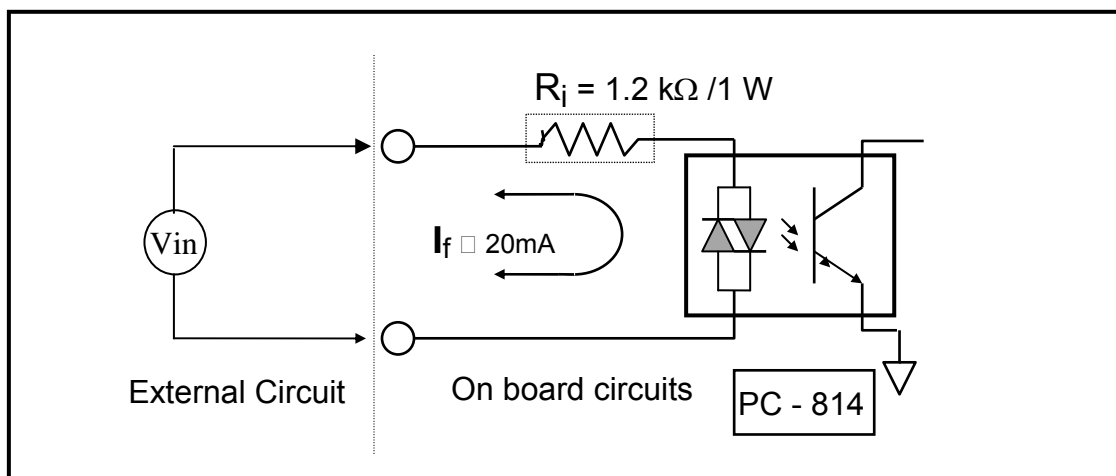 Ri = 1.2 kΩ /1 W
Vin
If □ 20mA
External Circuit
On board circuits
PC - 814